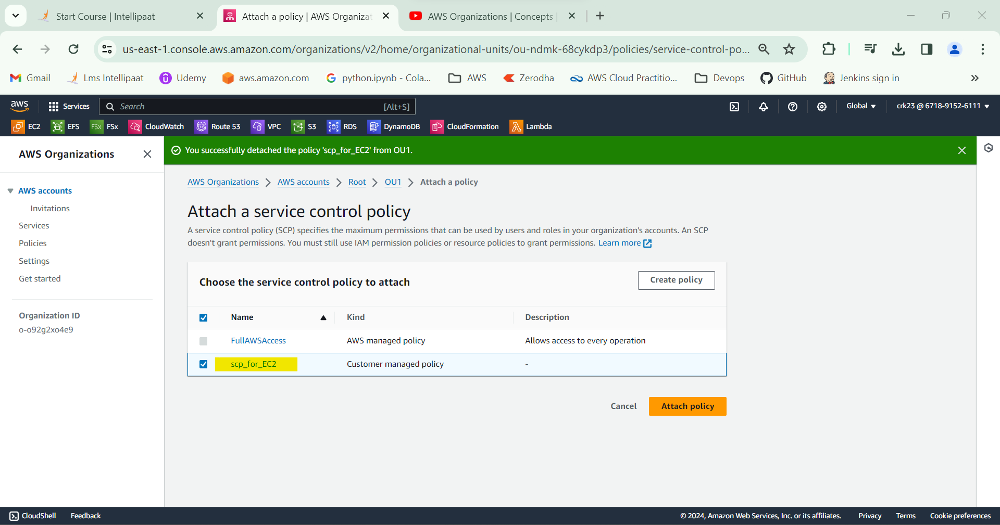 Start Course | Intellipaat
Attach a policy | AWS Organizat
AWS Organizations | Concepts |
us-east-1.console.aws.amazon.com/organizations/v2/home/organizational-units/ou-ndmk-68cykdp3/policies/service-control-po...
Gmail
Lms Intellipaat
Udemy
aws.amazon.com
python.ipynb - Cola...
AWS
Zerodha
AWS Cloud Practitio...
Devops
GitHub
Jenkins sign in
aws
Services
Search
[Alt+S]
Global
crk23 @ 6718-9152-6111
EC2
EFS
FSx
FSx
CloudWatch
Route 53
VPC
S3
RDS
DynamoDB
CloudFormation
Lambda
AWS Organizations
You successfully detached the policy 'scp_for_EC2' from OU1.
AWS accounts
Invitations
Services
Policies
Settings
Get started
Organization ID
o-o92g2xo4e9
AWS Organizations
AWS accounts
Root
OU1
Attach a policy
Attach a service control policy
A service control policy (SCP) specifies the maximum permissions that can be used by users and roles in your organization's accounts. An SCP
doesn't grant permissions. You must still use IAM permission policies or resource policies to grant permissions. Learn more
Choose the service control policy to attach
Create policy
Name
Kind
Description
FullAWSAccess
AWS managed policy
Allows access to every operation
scp_for_EC2
Customer managed policy
-
Cancel
Attach policy
CloudShell
Feedback
© 2024, Amazon Web Services, Inc. or its affiliates.
Privacy
Terms
Cookie preferences